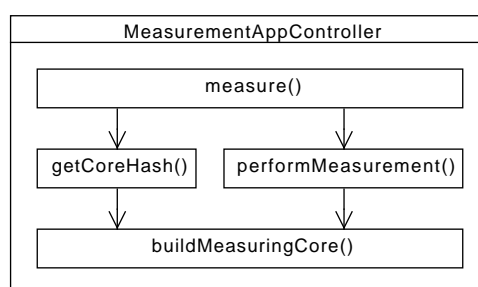 MeasurementAppController
measure()
getCoreHash() performMeasurement()
buildMeasuringCore()